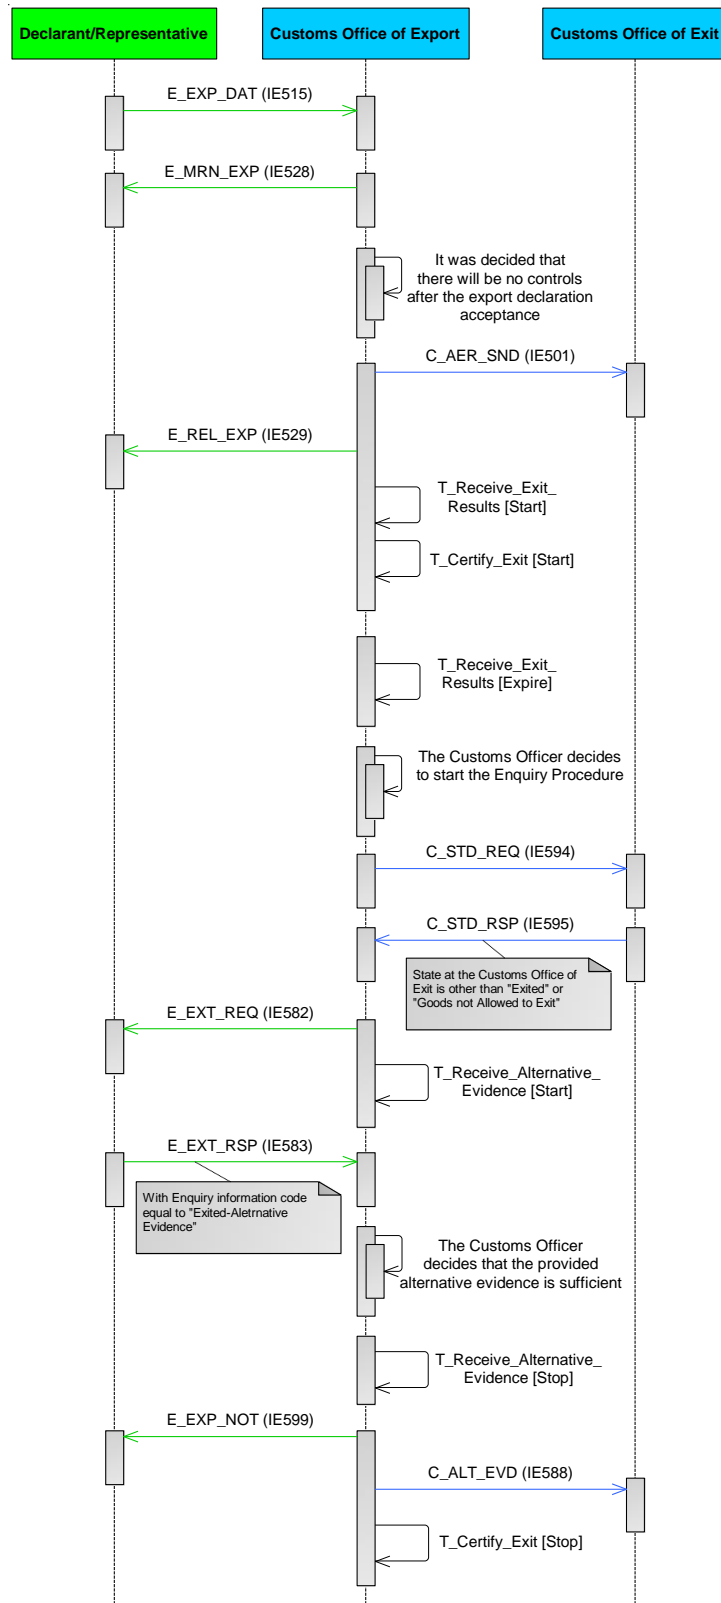 Declarant/Representative
Customs Office of Export
Customs Office of Exit
E_EXP_DAT (IE515)
E_MRN_EXP (IE528)
It was decided that
there will be no controls
after the export declaration
acceptance
C_AER_SND (IE501)
E_REL_EXP (IE529)
T_Receive_Exit_
Results [Start]
T_Certify_Exit [Start]
T_Receive_Exit_
Results [Expire]
The Customs Officer decides
to start the Enquiry Procedure
C_STD_REQ (IE594)
C_STD_RSP (IE595)
State at the Customs Office of
Exit is other than "Exited" or
"Goods not Allowed to Exit"
E_EXT_REQ (IE582)
T_Receive_Alternative_
Evidence [Start]
E_EXT_RSP (IE583)
With Enquiry information code
equal to "Exited-Aletrnative
Evidence"
The Customs Officer
decides that the provided
alternative evidence is sufficient
T_Receive_Alternative_
Evidence [Stop]
E_EXP_NOT (IE599)
C_ALT_EVD (IE588)
T_Certify_Exit [Stop]